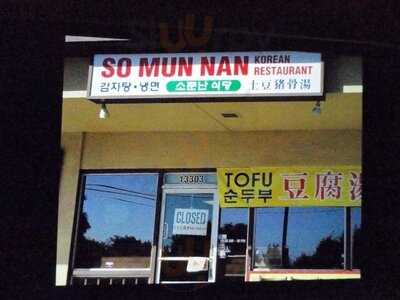 SO MUN NAN KOREAN RESTAURANT
감자탕·냉면 소문난 식당 土豆猪骨湯
13303
TOFU 순두부 豆腐湯
CLOSED